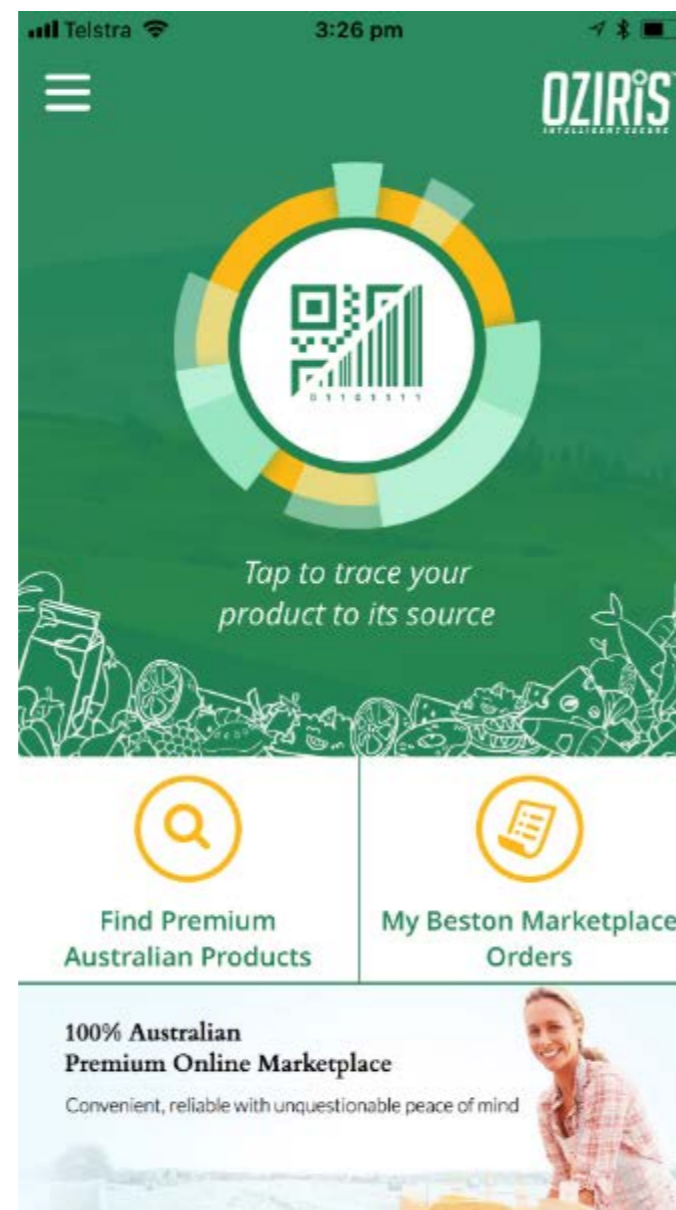 Telstra 3:26 pm
OZIRIS
INTELLIGENT SECURE
01101111
Tap to trace your
product to its source
Find Premium
Australian Products
My Beston Marketplace
Orders
100% Australian
Premium Online Marketplace
Convenient, reliable with unquestionable peace of mind